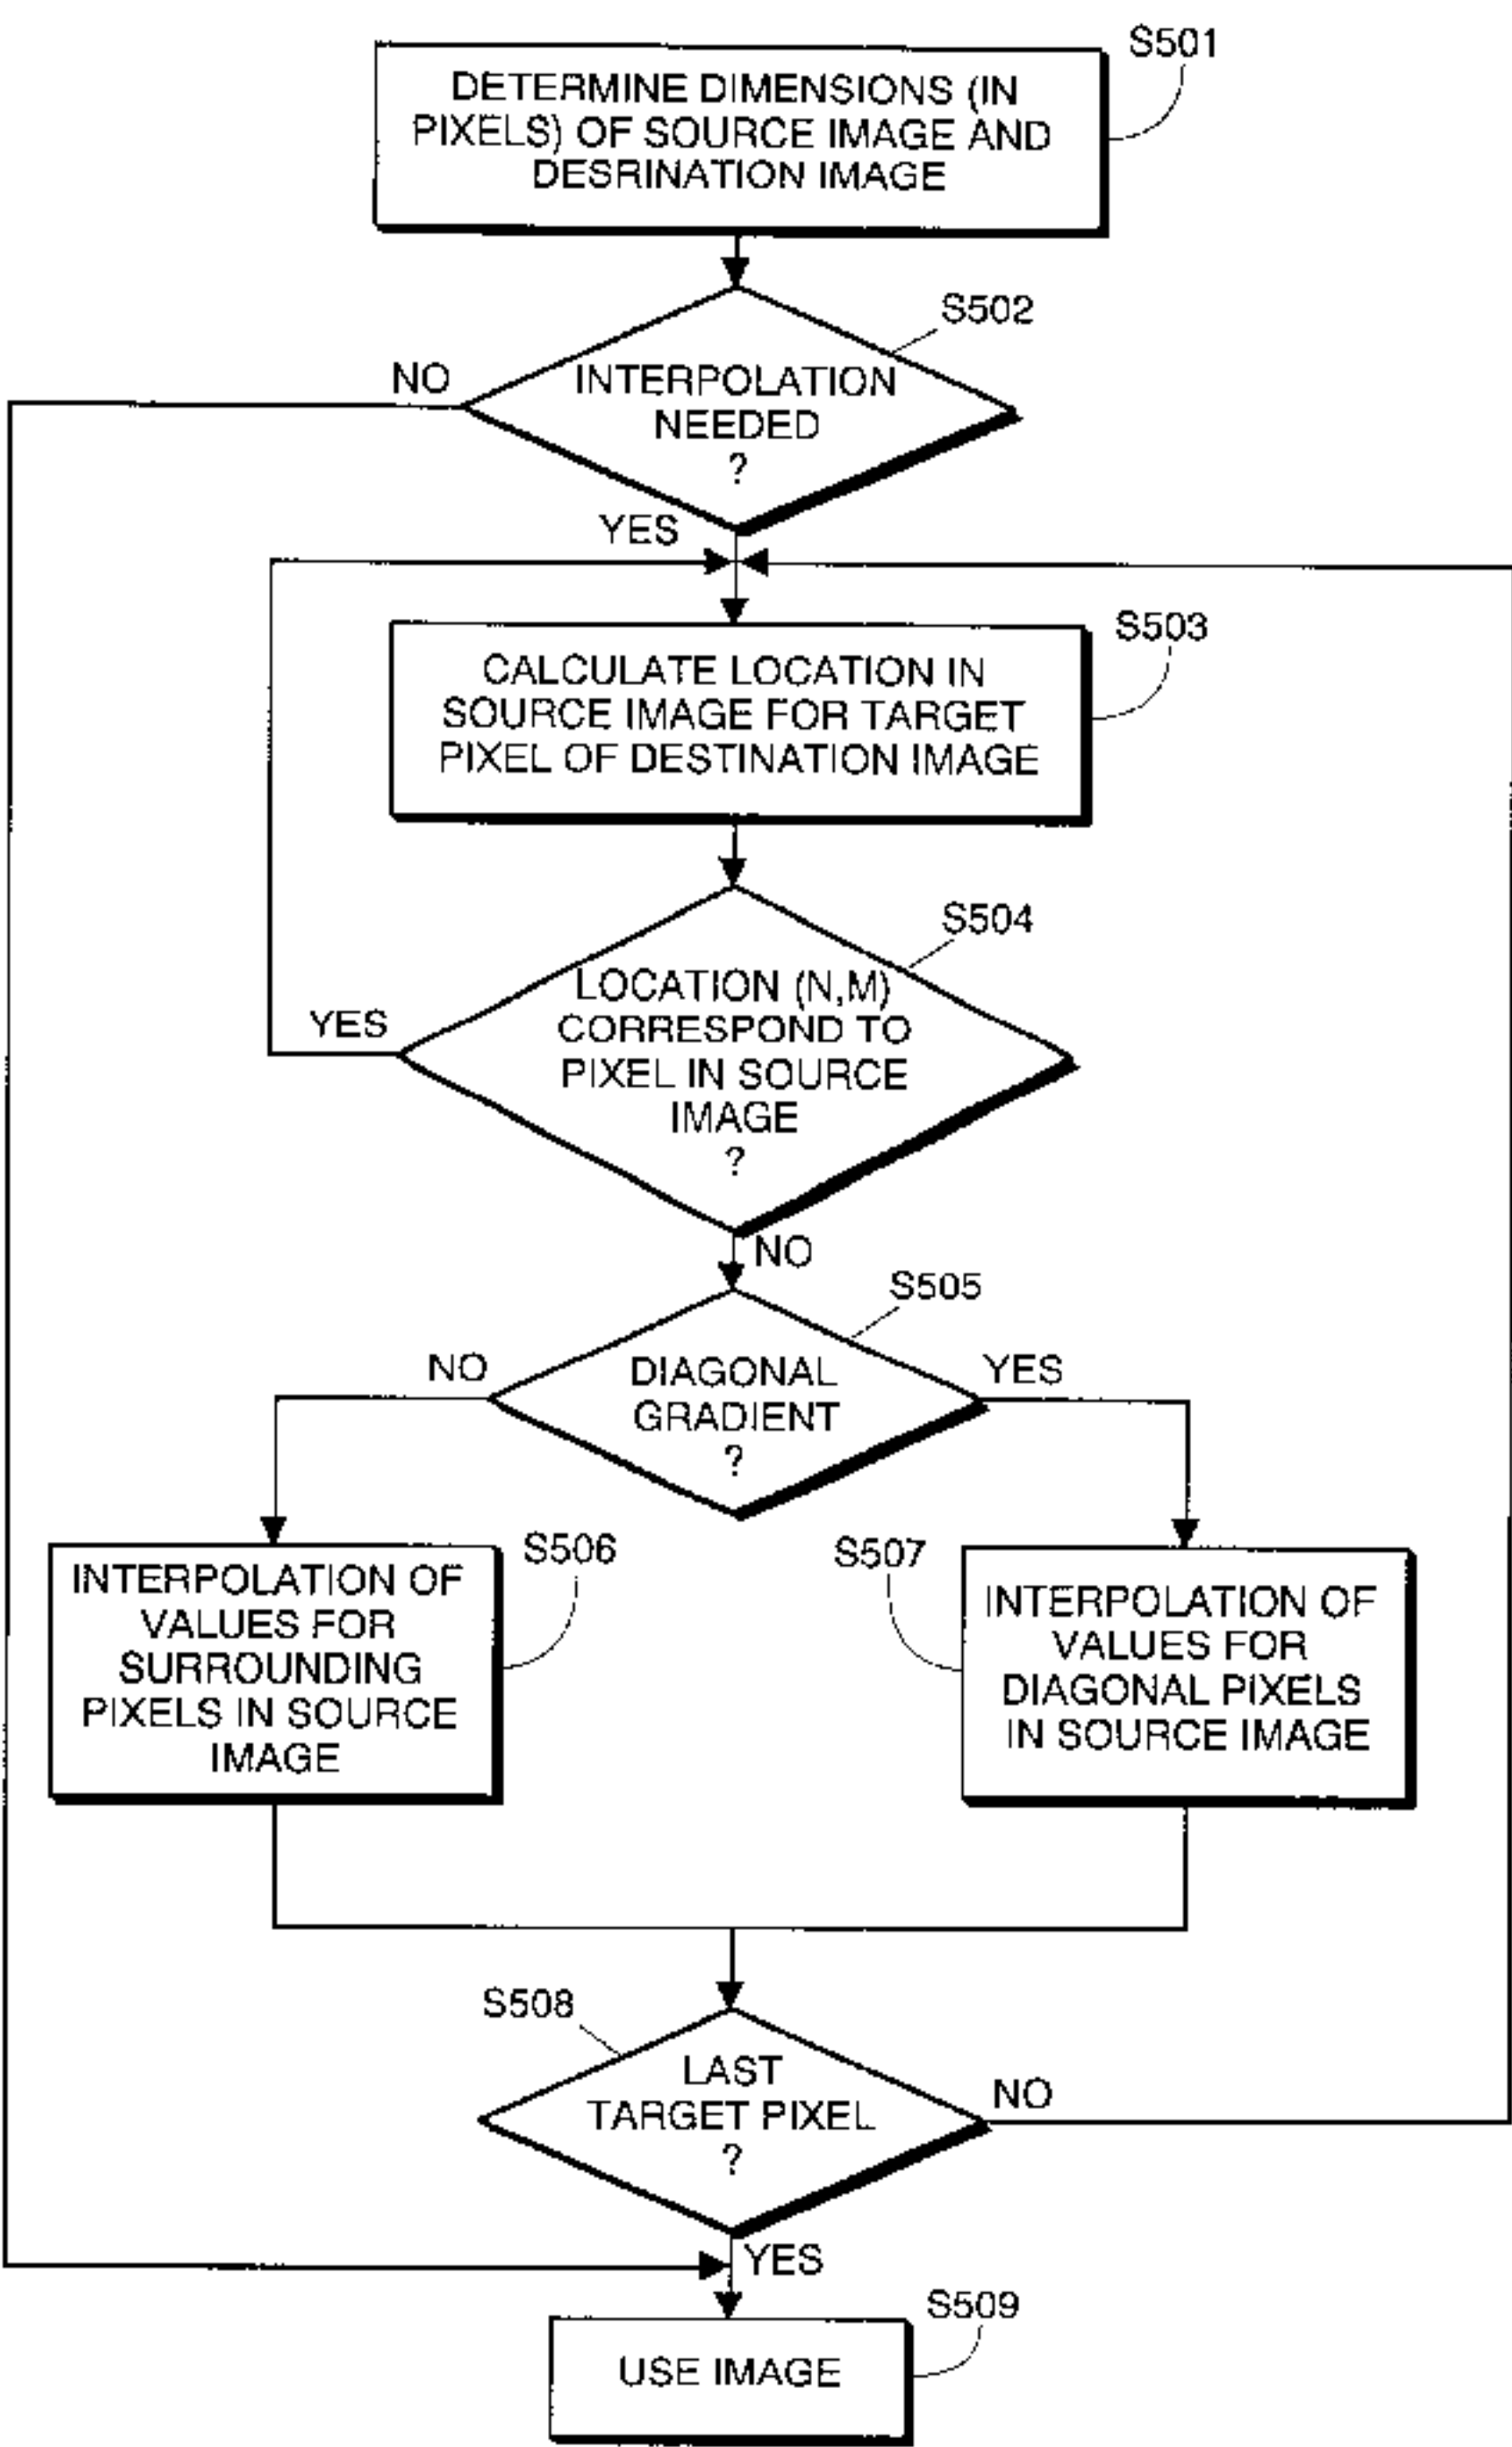 S501
DETERMINE DIMENSIONS (IN
PIXELS) OF SOURCE IMAGE AND
DESRINATION IMAGE
S502
NO
INTERPOLATION
NEEDED
?
YES
S503
CALCULATE LOCATION IN
SOURCE IMAGE FOR TARGET
PIXEL OF DESTINATION IMAGE
S504
LOCATION (N,M)
CORRESPOND TO
PIXEL IN SOURCE
IMAGE
?
YES
NO
S505
NO
DIAGONAL
GRADIENT
?
YES
S506
INTERPOLATION OF
VALUES FOR
SURROUNDING
PIXELS IN SOURCE
IMAGE
S507
INTERPOLATION OF
VALUES FOR
DIAGONAL PIXELS
IN SOURCE IMAGE
S508
LAST
TARGET PIXEL
?
NO
YES
S509
USE IMAGE